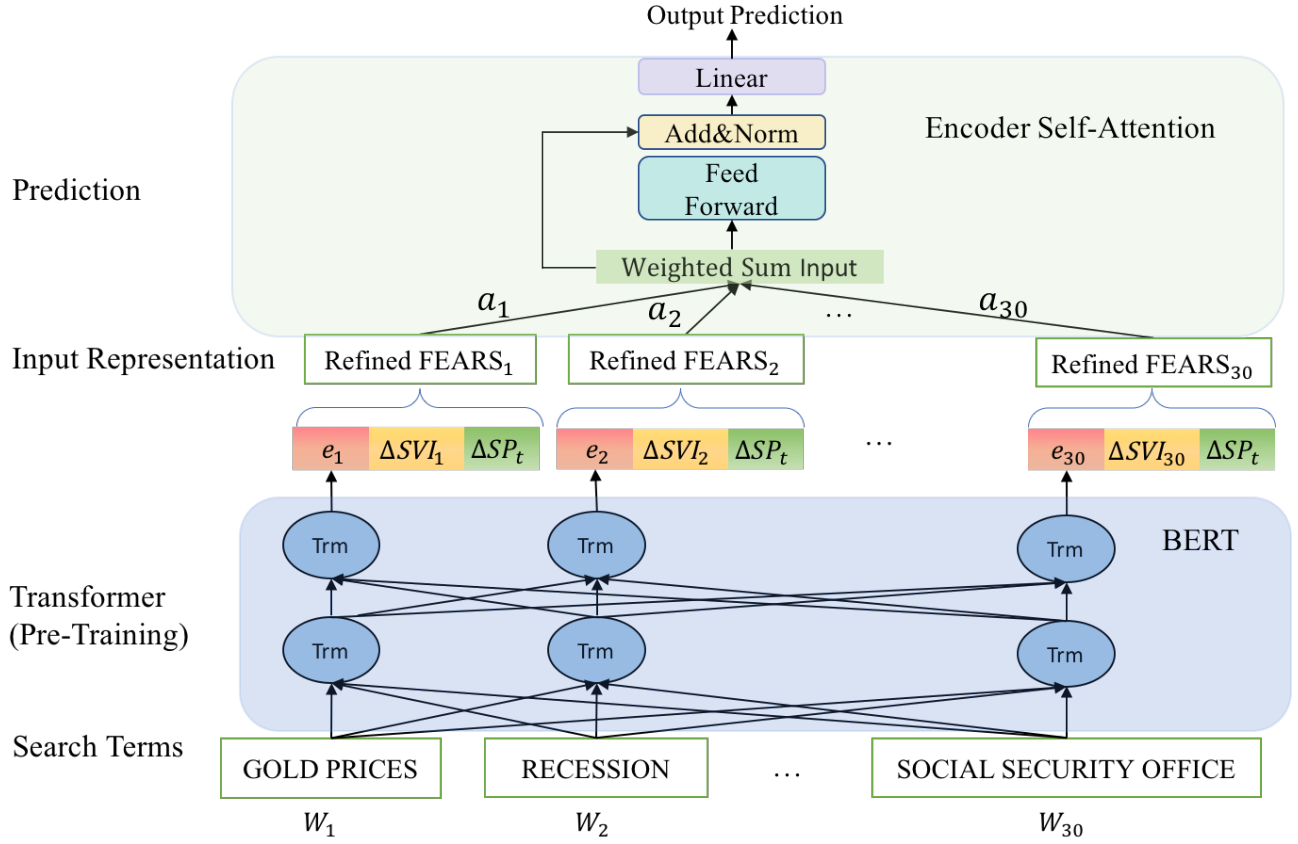 Output Prediction
Linear
Add&Norm
Encoder Self-Attention
Feed
Forward
Prediction
Weighted Sum Input
a₁ a₂ … a₃₀
Input Representation
Refined FEARS₁ Refined FEARS₂ Refined FEARS₃₀
e₁ ΔSVI₁ ΔSPₜ e₂ ΔSVI₂ ΔSPₜ … e₃₀ ΔSVI₃₀ ΔSPₜ
BERT
Trm Trm Trm
Transformer
(Pre-Training)
Trm Trm Trm
Search Terms
GOLD PRICES RECESSION … SOCIAL SECURITY OFFICE
W₁ W₂ W₃₀